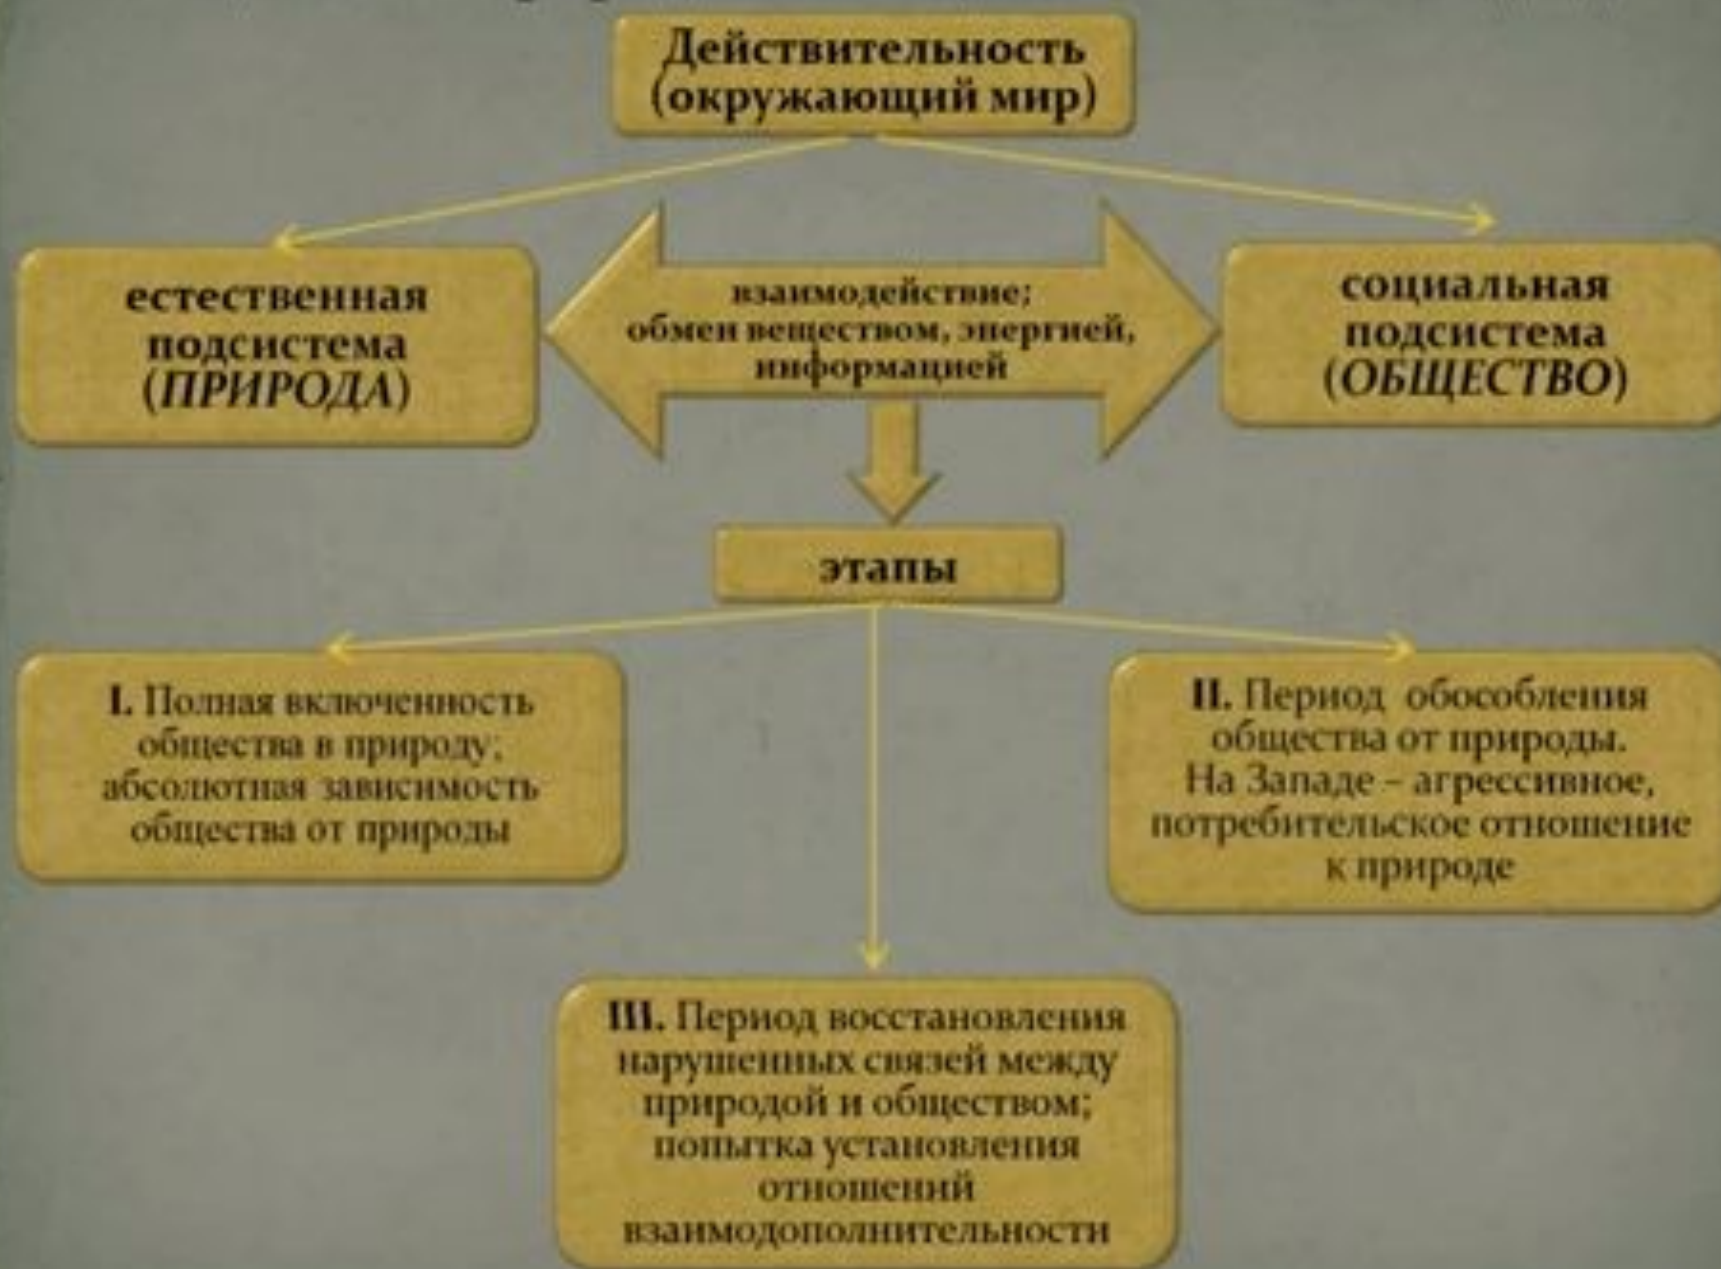 Действительность
(окружающий мир)
естественная
подсистема
(ПРИРОДА)
взаимодействие;
обмен веществом, энергией,
информацией
социальная
подсистема
(ОБЩЕСТВО)
этапы
I. Полная включенность
общества в природу;
абсолютная зависимость
общества от природы
II. Период обособления
общества от природы.
На Западе – агрессивное,
потребительское отношение
к природе
III. Период восстановления
нарушенных связей между
природой и обществом;
попытка установления
отношений
взаимодополнительности